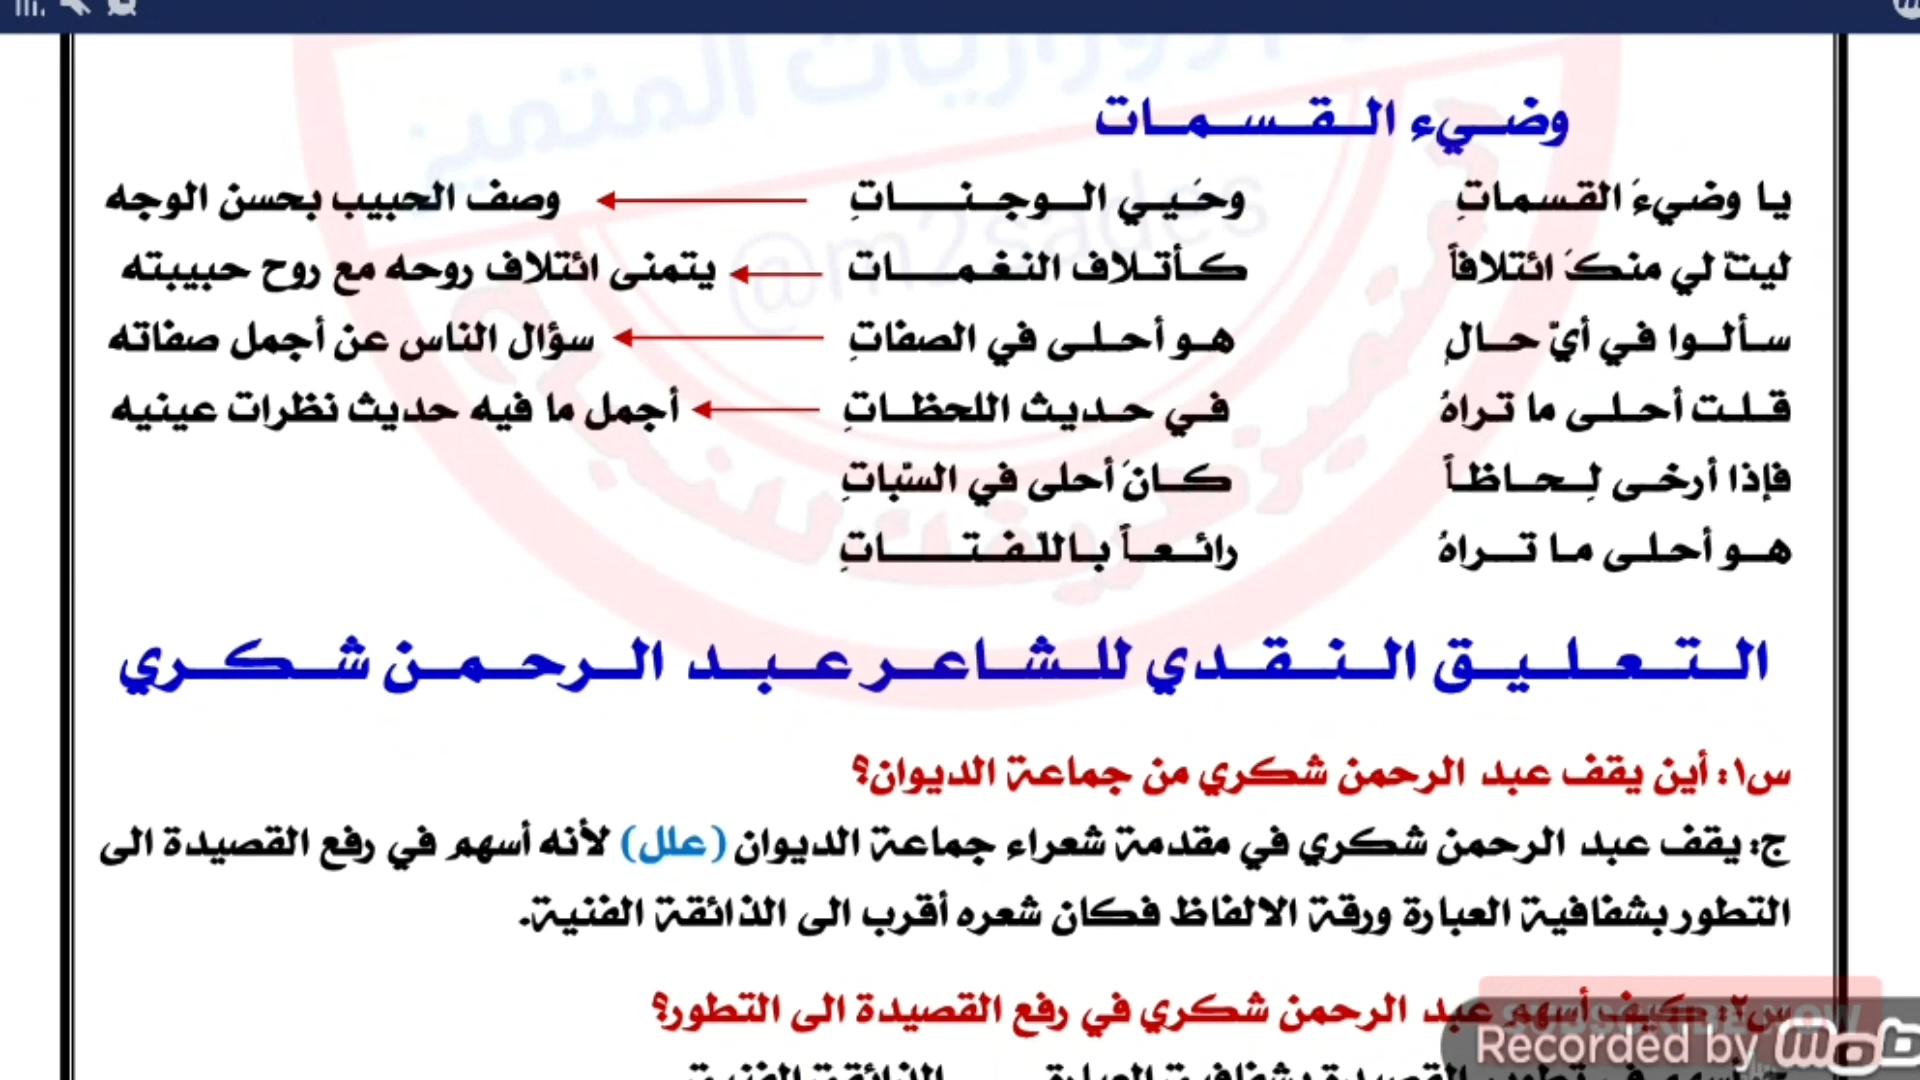 وضيء القسمات
يا وضيءَ القسماتِ وحَيي الوجناتِ وصف الحبيب بحسن الوجه
ليتَ لي منكَ ائتلافاً كأتلاف النغمات يتمنى ائتلاف روحه مع روح حبيبته
سألوا في أيّ حالٍ هو أحلى في الصفاتِ سؤال الناس عن أجمل صفاته
قلت أحلى ما تراهُ في حديث اللحظاتِ أجمل ما فيه حديث نظرات عينيه
فإذا أرخى لِحاظاً كانَ أحلى في السّباتِ
هو أحلى ما تراهُ رائعاً باللّفتاتِ
التعليق النقدي للشاعر عبد الرحمن شكري
س١: أين يقف عبد الرحمن شكري من جماعة الديوان؟
ج: يقف عبد الرحمن شكري في مقدمة شعراء جماعة الديوان (علل) لأنه أسهم في رفع القصيدة الى
التطور بشفافية العبارة ورقة الالفاظ فكان شعره أقرب الى الذائقة الفنية.
س٢: كيف أسهم عبد الرحمن شكري في رفع القصيدة الى التطور؟
المتميز
@m2sades
Recorded by